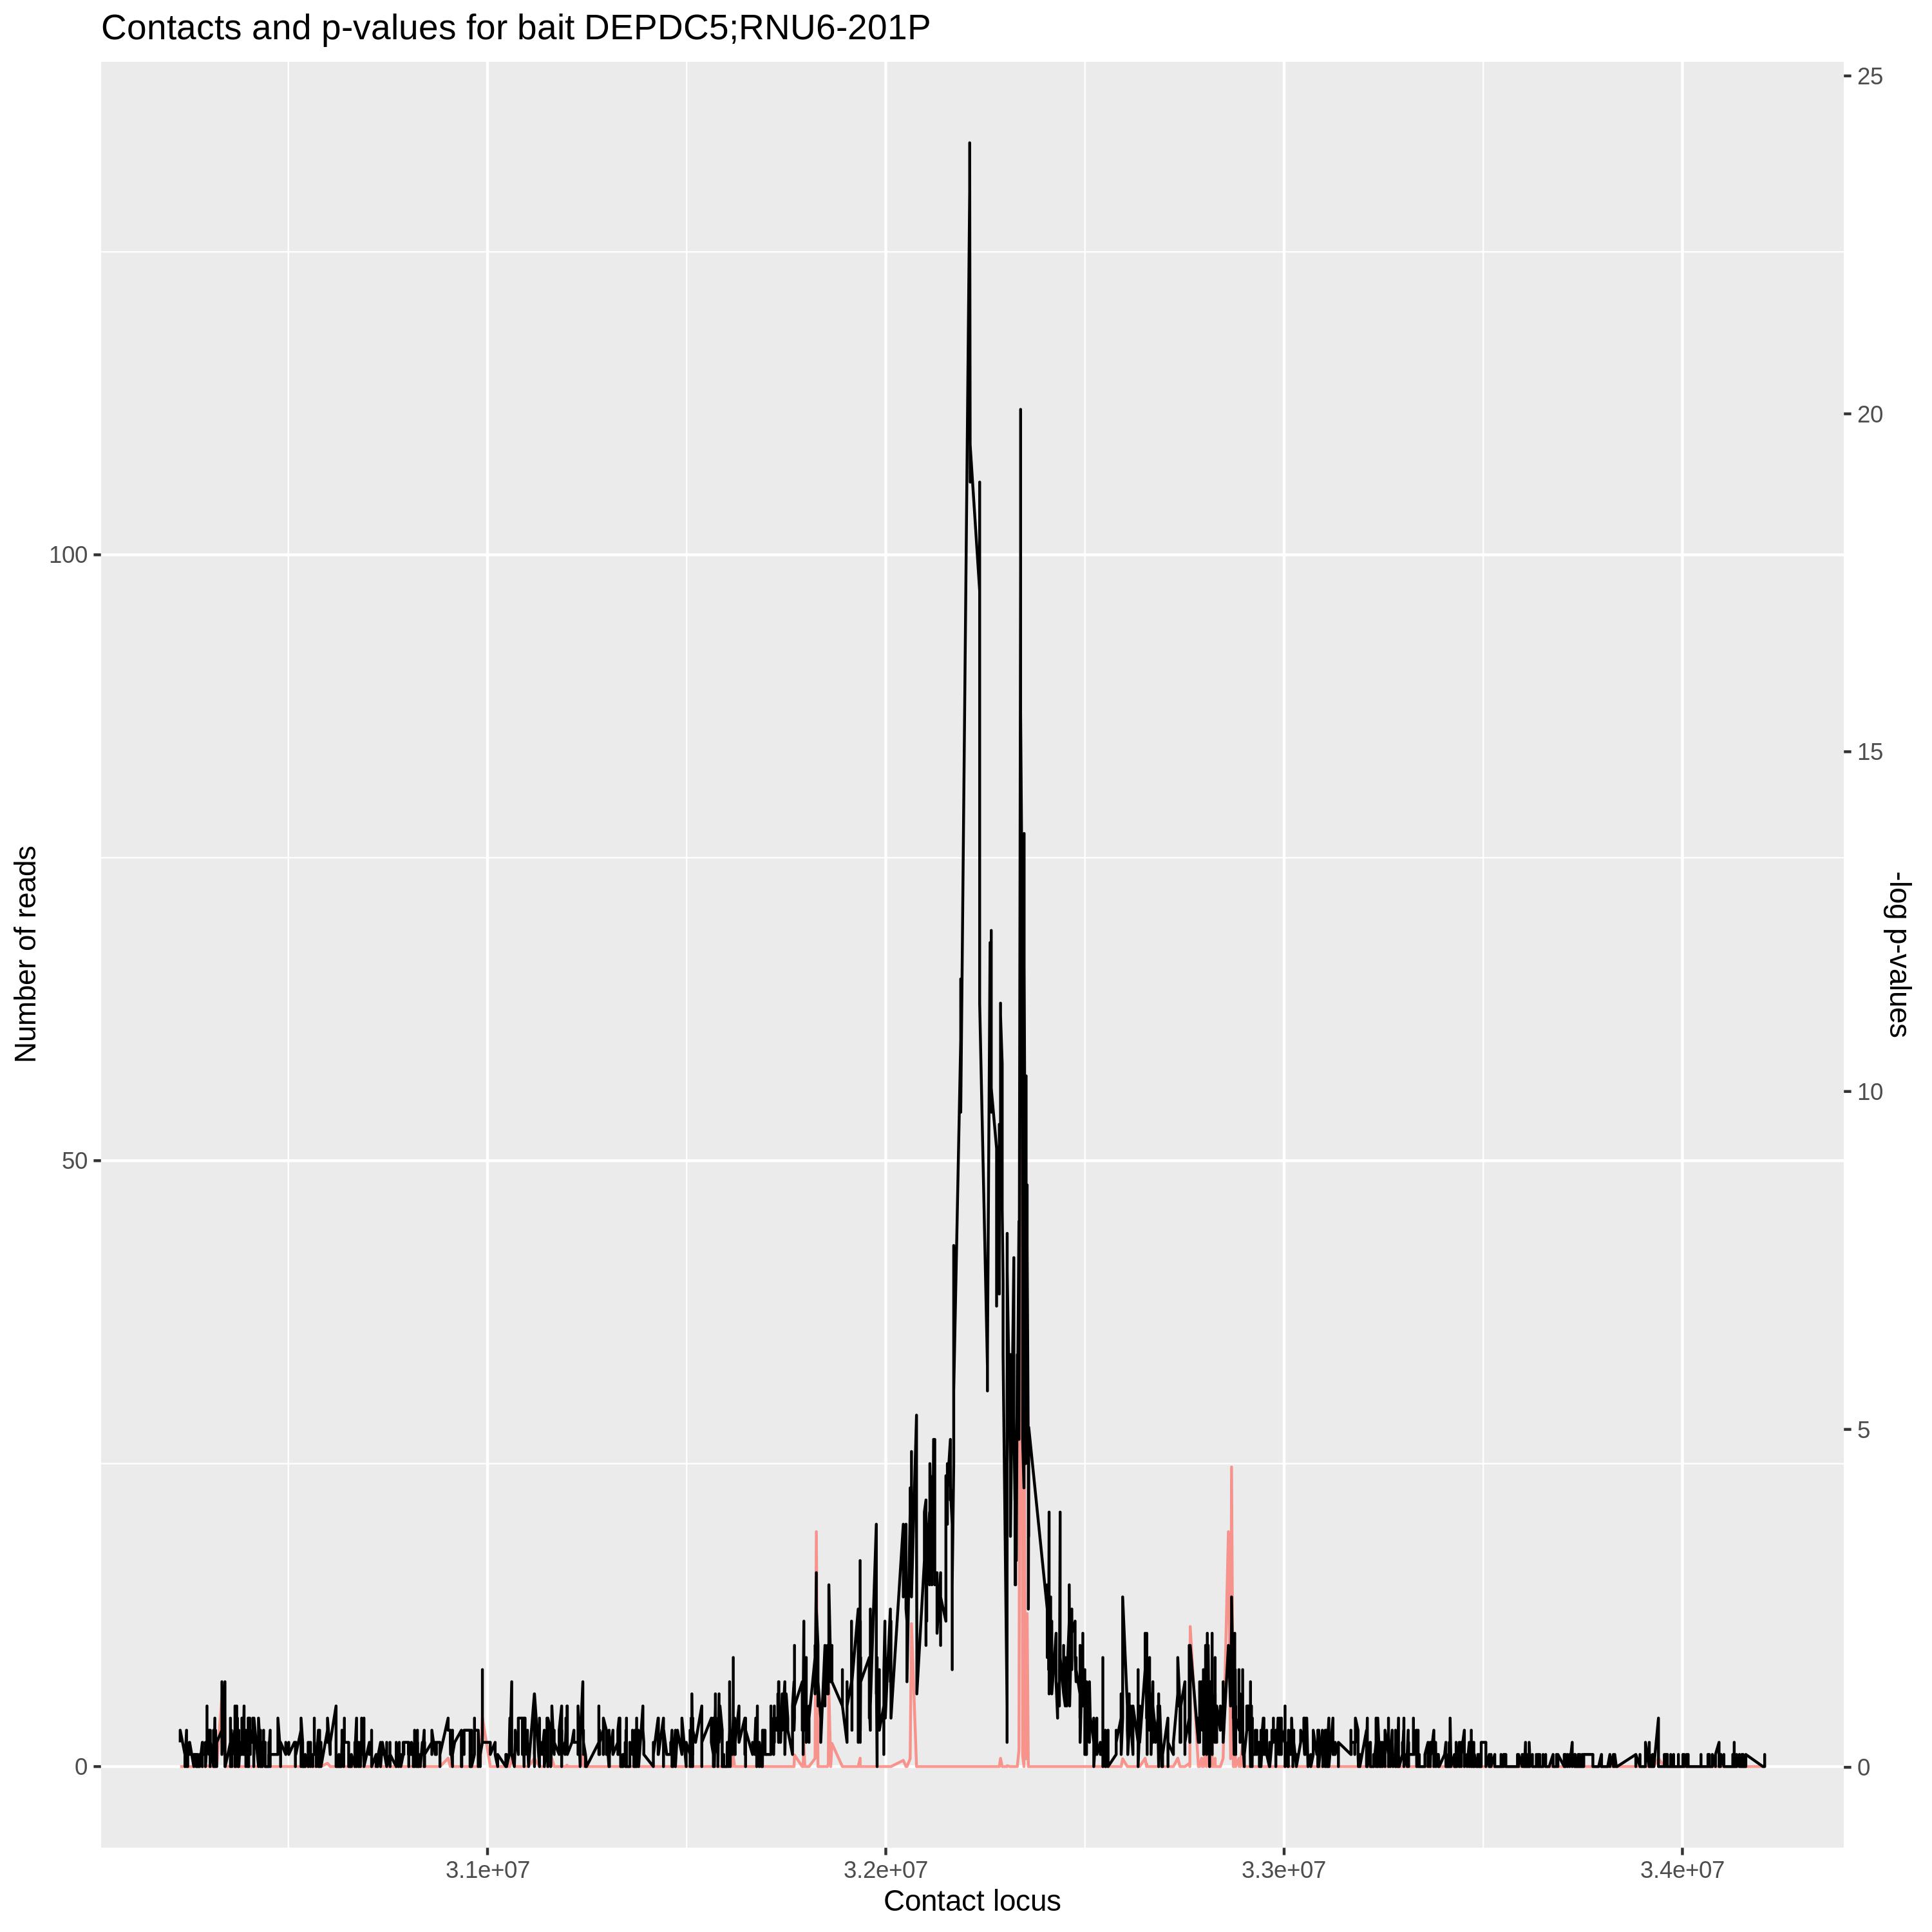 Contacts and p-values for bait DEPDC5;RNU6-201P
Number of reads
100
50
0
25
20
15
10
5
0
-log p-values
3.1e+07 3.2e+07 3.3e+07 3.4e+07
Contact locus